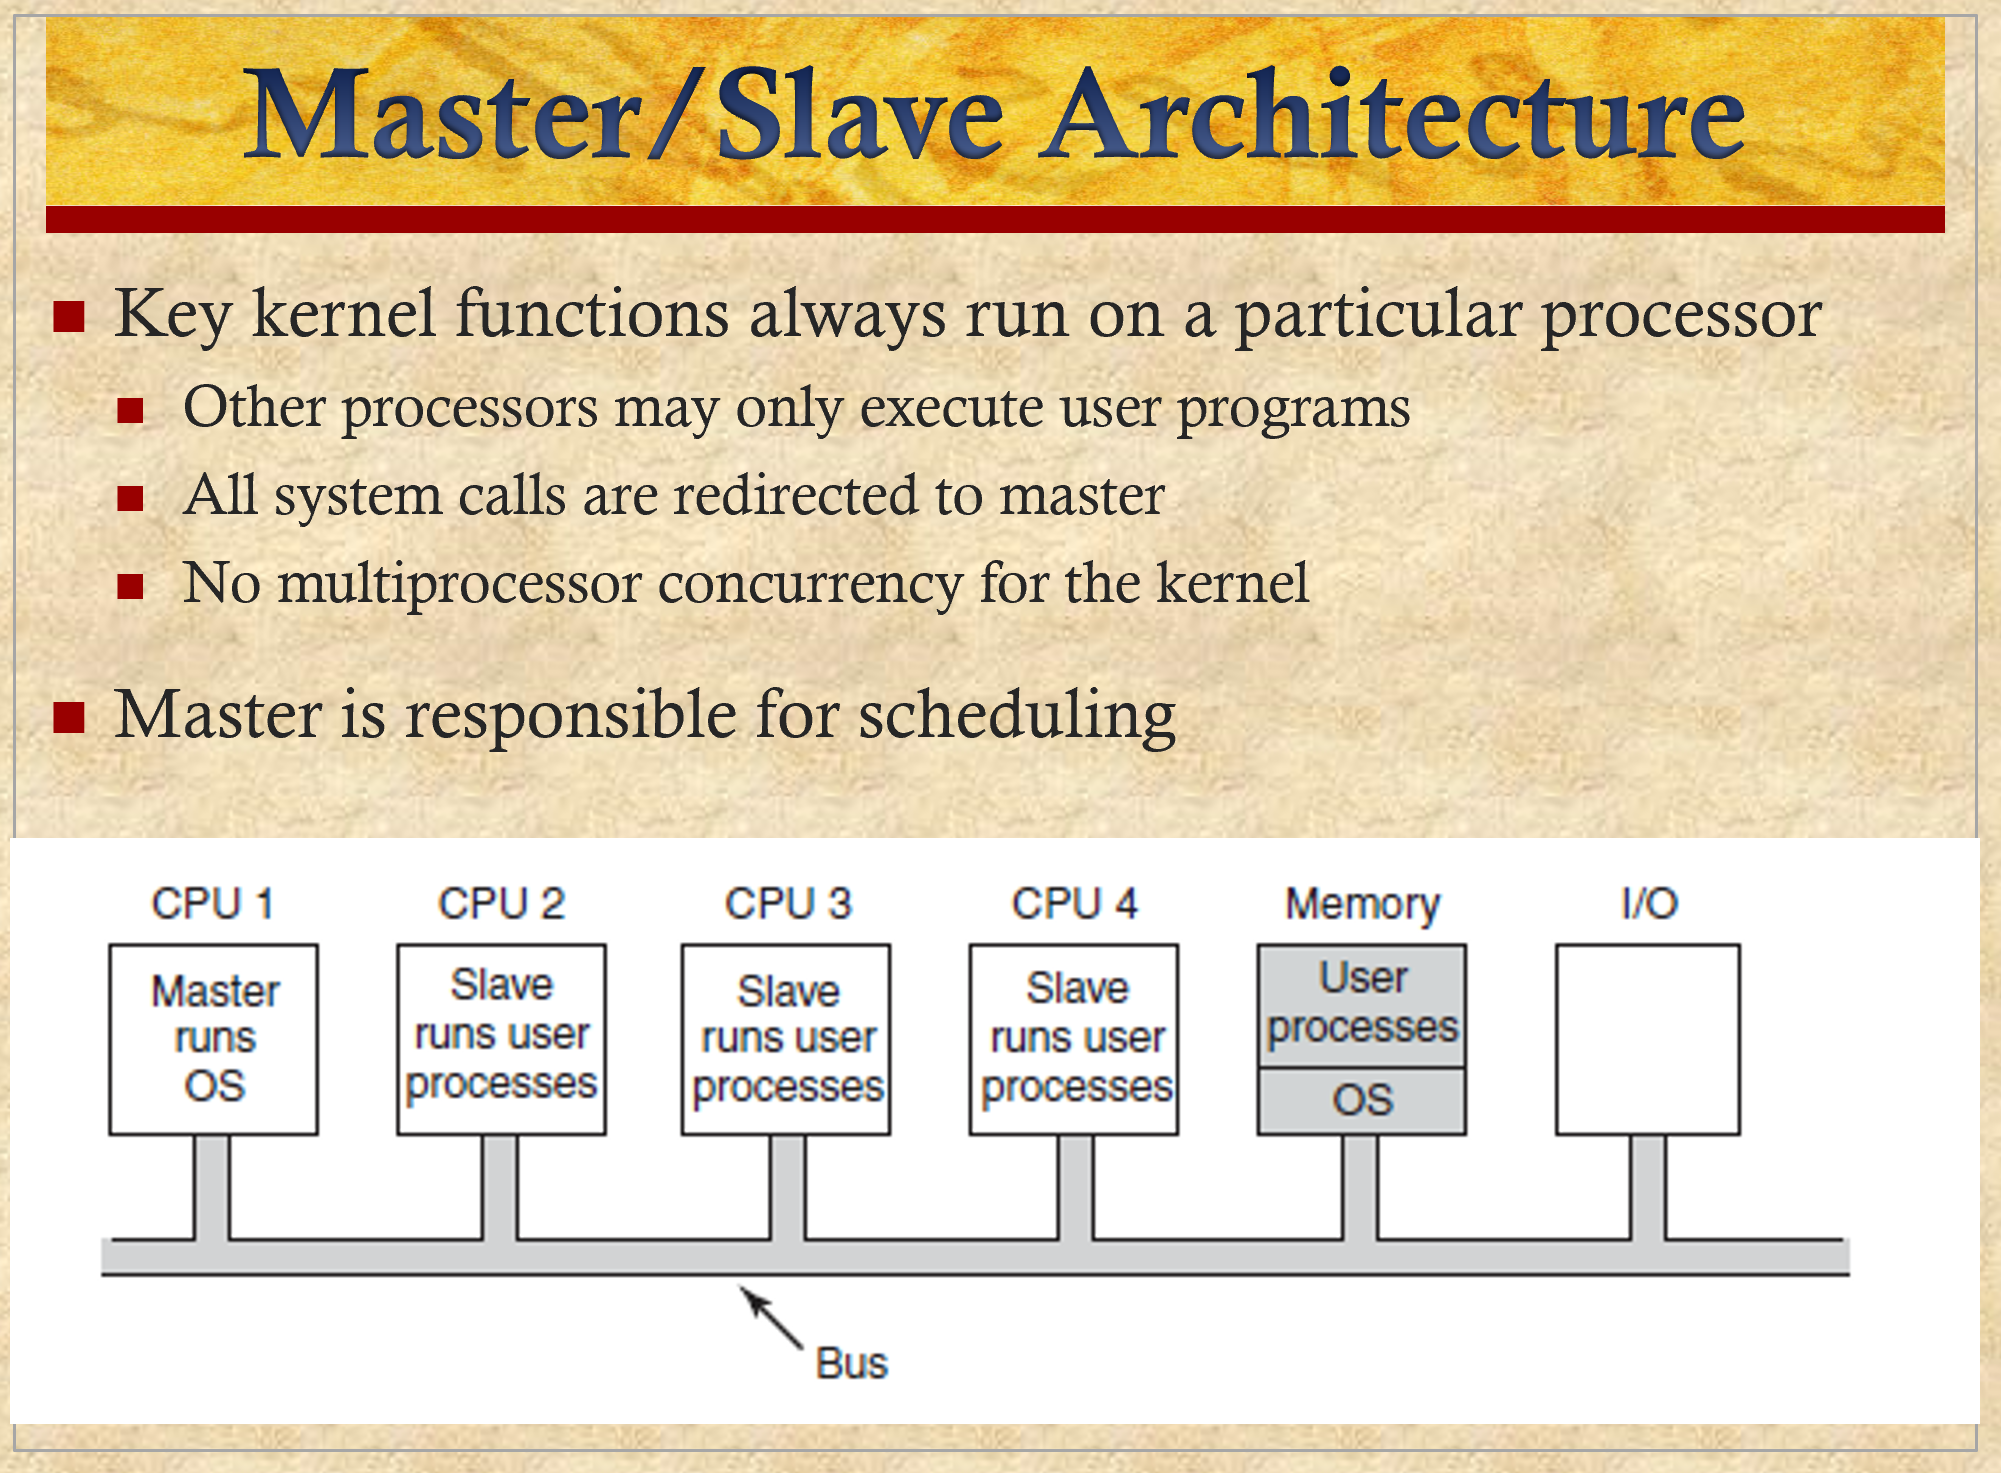 Master/Slave Architecture
Key kernel functions always run on a particular processor
Other processors may only execute user programs
All system calls are redirected to master
No multiprocessor concurrency for the kernel
Master is responsible for scheduling
CPU 1
Master
runs
OS
CPU 2
Slave
runs user
processes
CPU 3
Slave
runs user
processes
CPU 4
Slave
runs user
processes
Memory
User
processes
OS
I/O
Bus